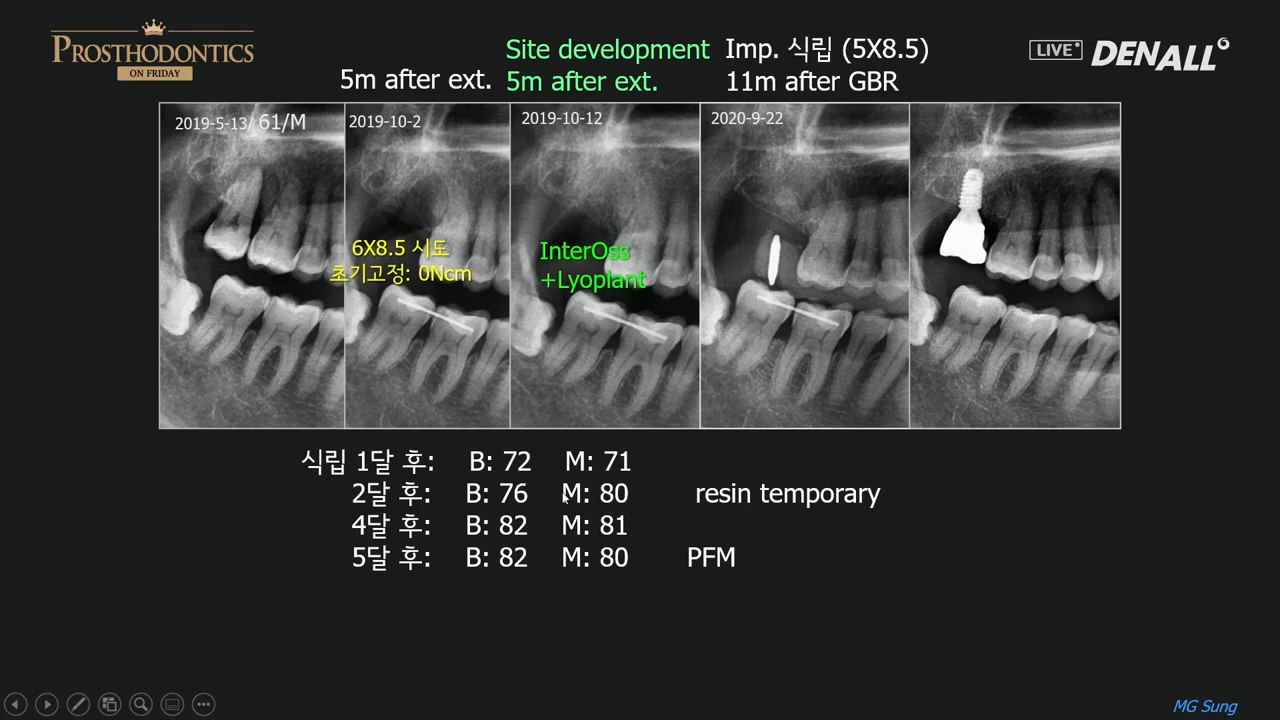 PROSTHODONTICS
ON FRIDAY
LIVE
DENALL
5m after ext.
Site development
5m after ext.
Imp. 식립 (5X8.5)
11m after GBR
2019-5-13/ 61/M
2019-10-2
2019-10-12
2020-9-22
6X8.5 시도
초기고정: 0Ncm
InterOss
+Lyoplant
식립 1달 후: B: 72 M: 71
2달 후: B: 76 M: 80 resin temporary
4달 후: B: 82 M: 81
5달 후: B: 82 M: 80 PFM
MG Sung